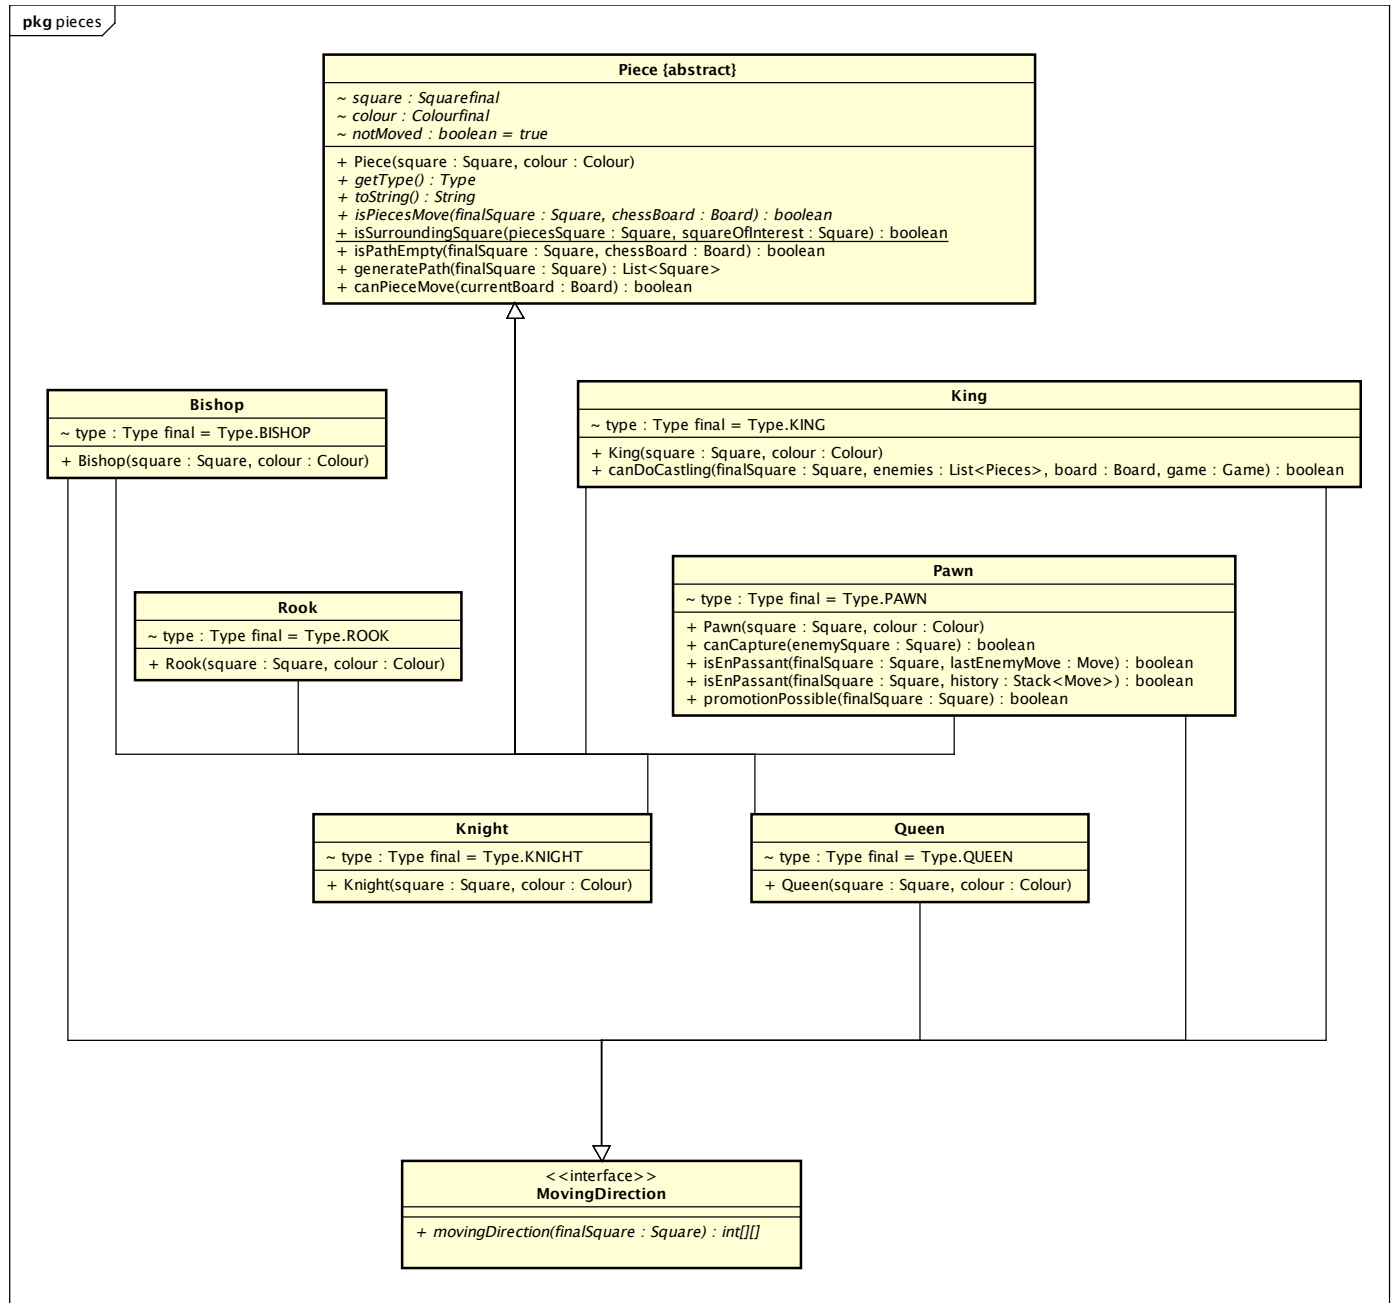 pkg pieces
Piece {abstract}
~ square : Squarefinal
~ colour : Colourfinal
~ notMoved : boolean = true
+ Piece(square : Square, colour : Colour)
+ getType() : Type
+ toString() : String
+ isPiecesMove(finalSquare : Square, chessBoard : Board) : boolean
+ isSurroundingSquare(piecesSquare : Square, squareOfInterest : Square) : boolean
+ isPathEmpty(finalSquare : Square, chessBoard : Board) : boolean
+ generatePath(finalSquare : Square) : List<Square>
+ canPieceMove(currentBoard : Board) : boolean
Bishop
~ type : Type final = Type.BISHOP
+ Bishop(square : Square, colour : Colour)
King
~ type : Type final = Type.KING
+ King(square : Square, colour : Colour)
+ canDoCastling(finalSquare : Square, enemies : List<Pieces>, board : Board, game : Game) : boolean
Rook
~ type : Type final = Type.ROOK
+ Rook(square : Square, colour : Colour)
Pawn
~ type : Type final = Type.PAWN
+ Pawn(square : Square, colour : Colour)
+ canCapture(enemySquare : Square) : boolean
+ isEnPassant(finalSquare : Square, lastEnemyMove : Move) : boolean
+ isEnPassant(finalSquare : Square, history : Stack<Move>) : boolean
+ promotionPossible(finalSquare : Square) : boolean
Knight
~ type : Type final = Type.KNIGHT
+ Knight(square : Square, colour : Colour)
Queen
~ type : Type final = Type.QUEEN
+ Queen(square : Square, colour : Colour)
<<interface>>
MovingDirection
+ movingDirection(finalSquare : Square) : int[][]